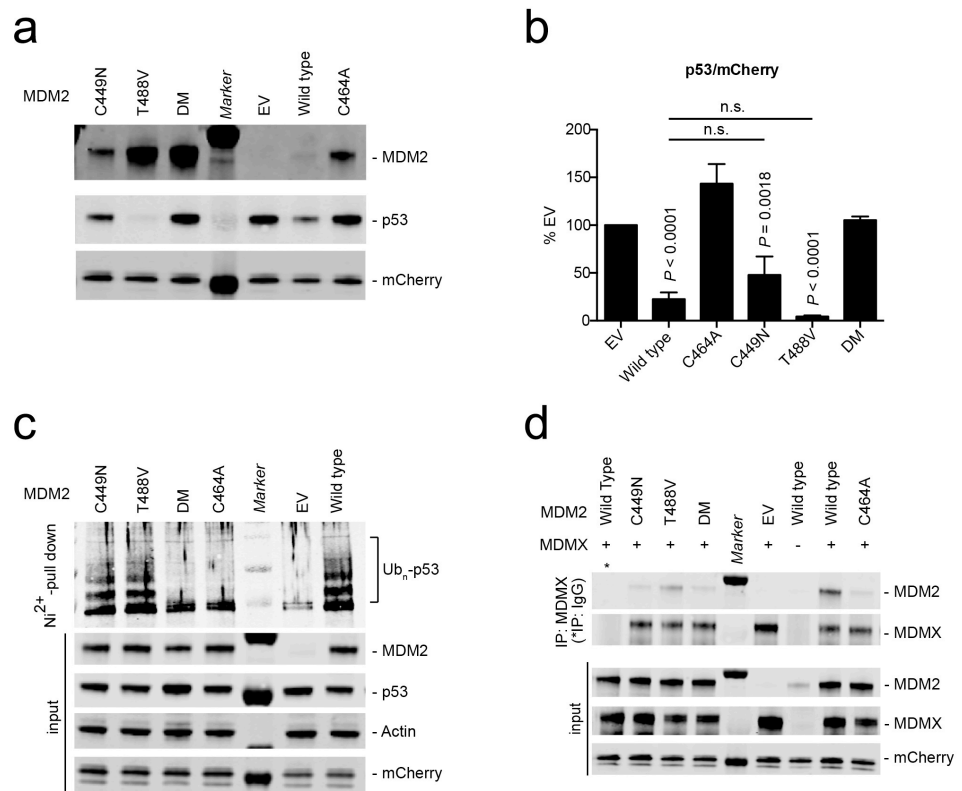 a
MDM2 C449N T488V DM Marker EV Wild type C464A
- MDM2
- p53
- mCherry
b
p53/mCherry
n.s.
n.s.
% EV
200
150
100
50
0
P < 0.0001
P = 0.0018
P < 0.0001
EV Wild type C464A C449N T488V DM
c
MDM2 C449N T488V DM C464A Marker EV Wild type
Ni2+-pull down
Ubn-p53
input
- MDM2
- p53
- Actin
- mCherry
d
MDM2 Wild Type C449N T488V DM Marker EV Wild type Wild type C464A
MDMX + + + + + - + +
*
IP: MDMX
(*IP: IgG)
- MDM2
- MDMX
input
- MDM2
- MDMX
- mCherry